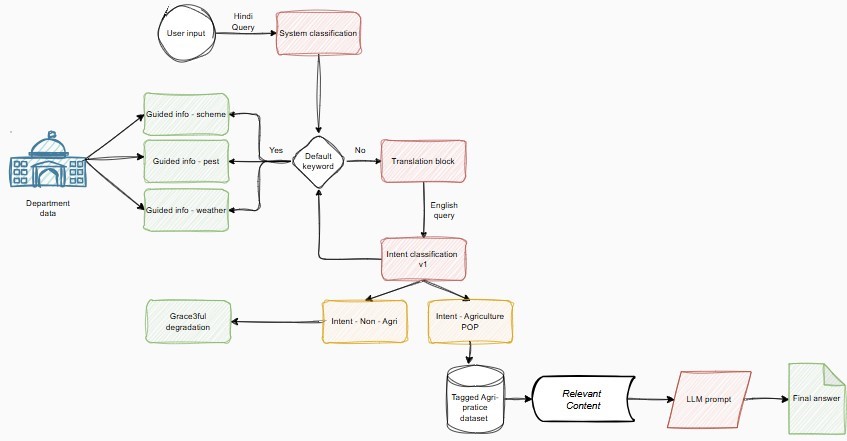 User input
Hindi
Query
System classification
Guided info - scheme
Guided info - pest
Guided info - weather
Department
data
Yes
Default
keyword
No
Translation block
English
query
Intent classification
v1
Grace3ful
degradation
Intent - Non - Agri
Intent - Agriculture
POP
Tagged Agri-
pratice
dataset
Relevant
Content
LLM prompt
Final answer